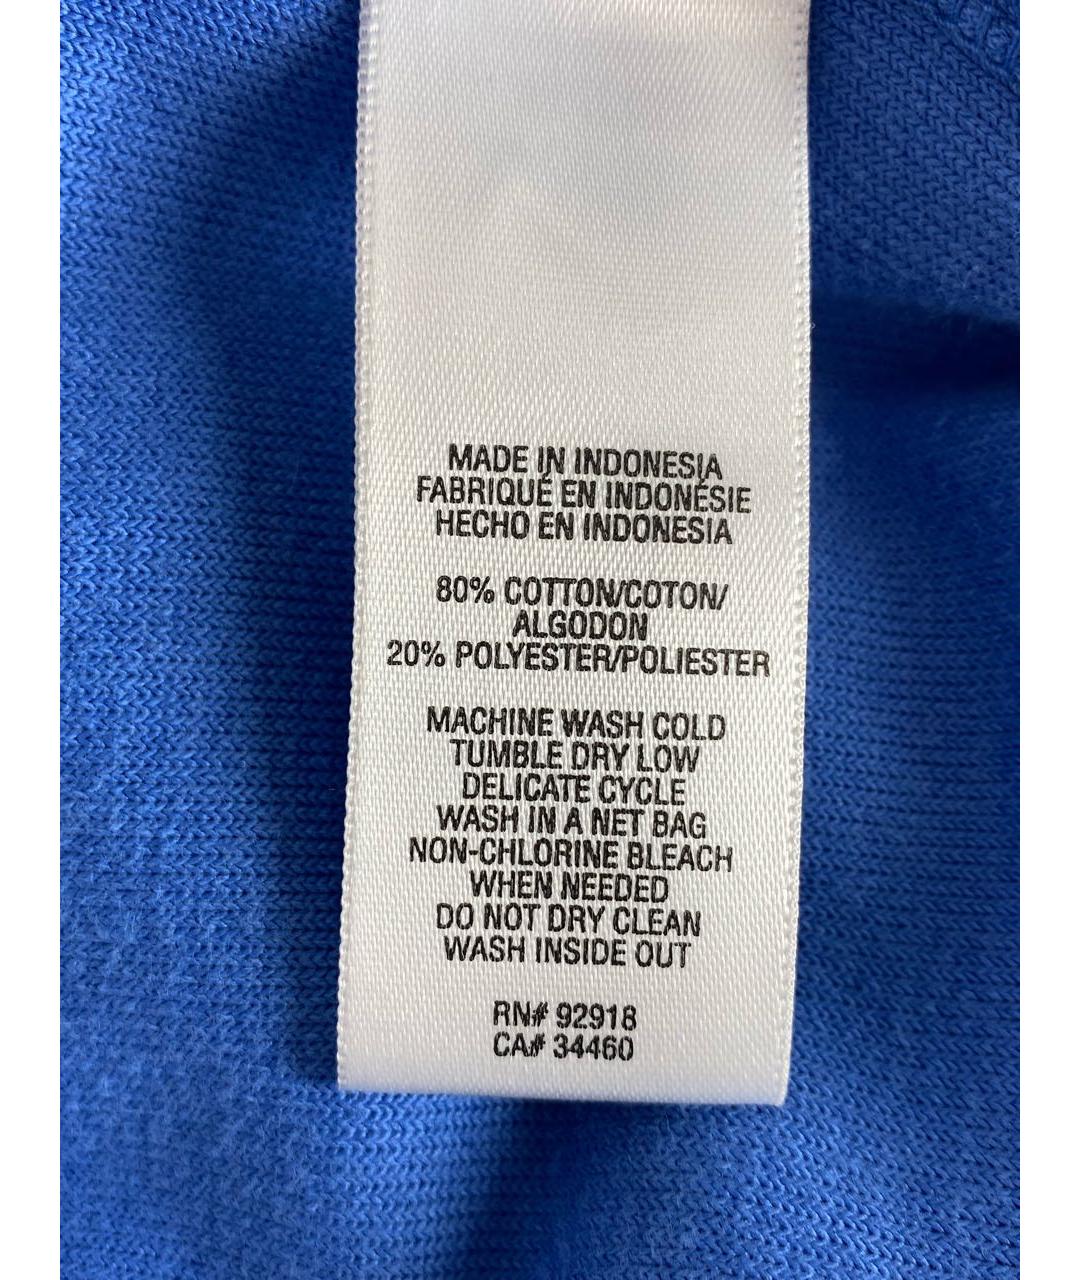 MADE IN INDONESIA
FABRIQUÉ EN INDONÉSIE
HECHO EN INDONESIA
80% COTTON/COTON/
ALGODON
20% POLYESTER/POLIESTER
MACHINE WASH COLD
TUMBLE DRY LOW
DELICATE CYCLE
WASH IN A NET BAG
NON-CHLORINE BLEACH
WHEN NEEDED
DO NOT DRY CLEAN
WASH INSIDE OUT
RN# 92918
CA# 34460